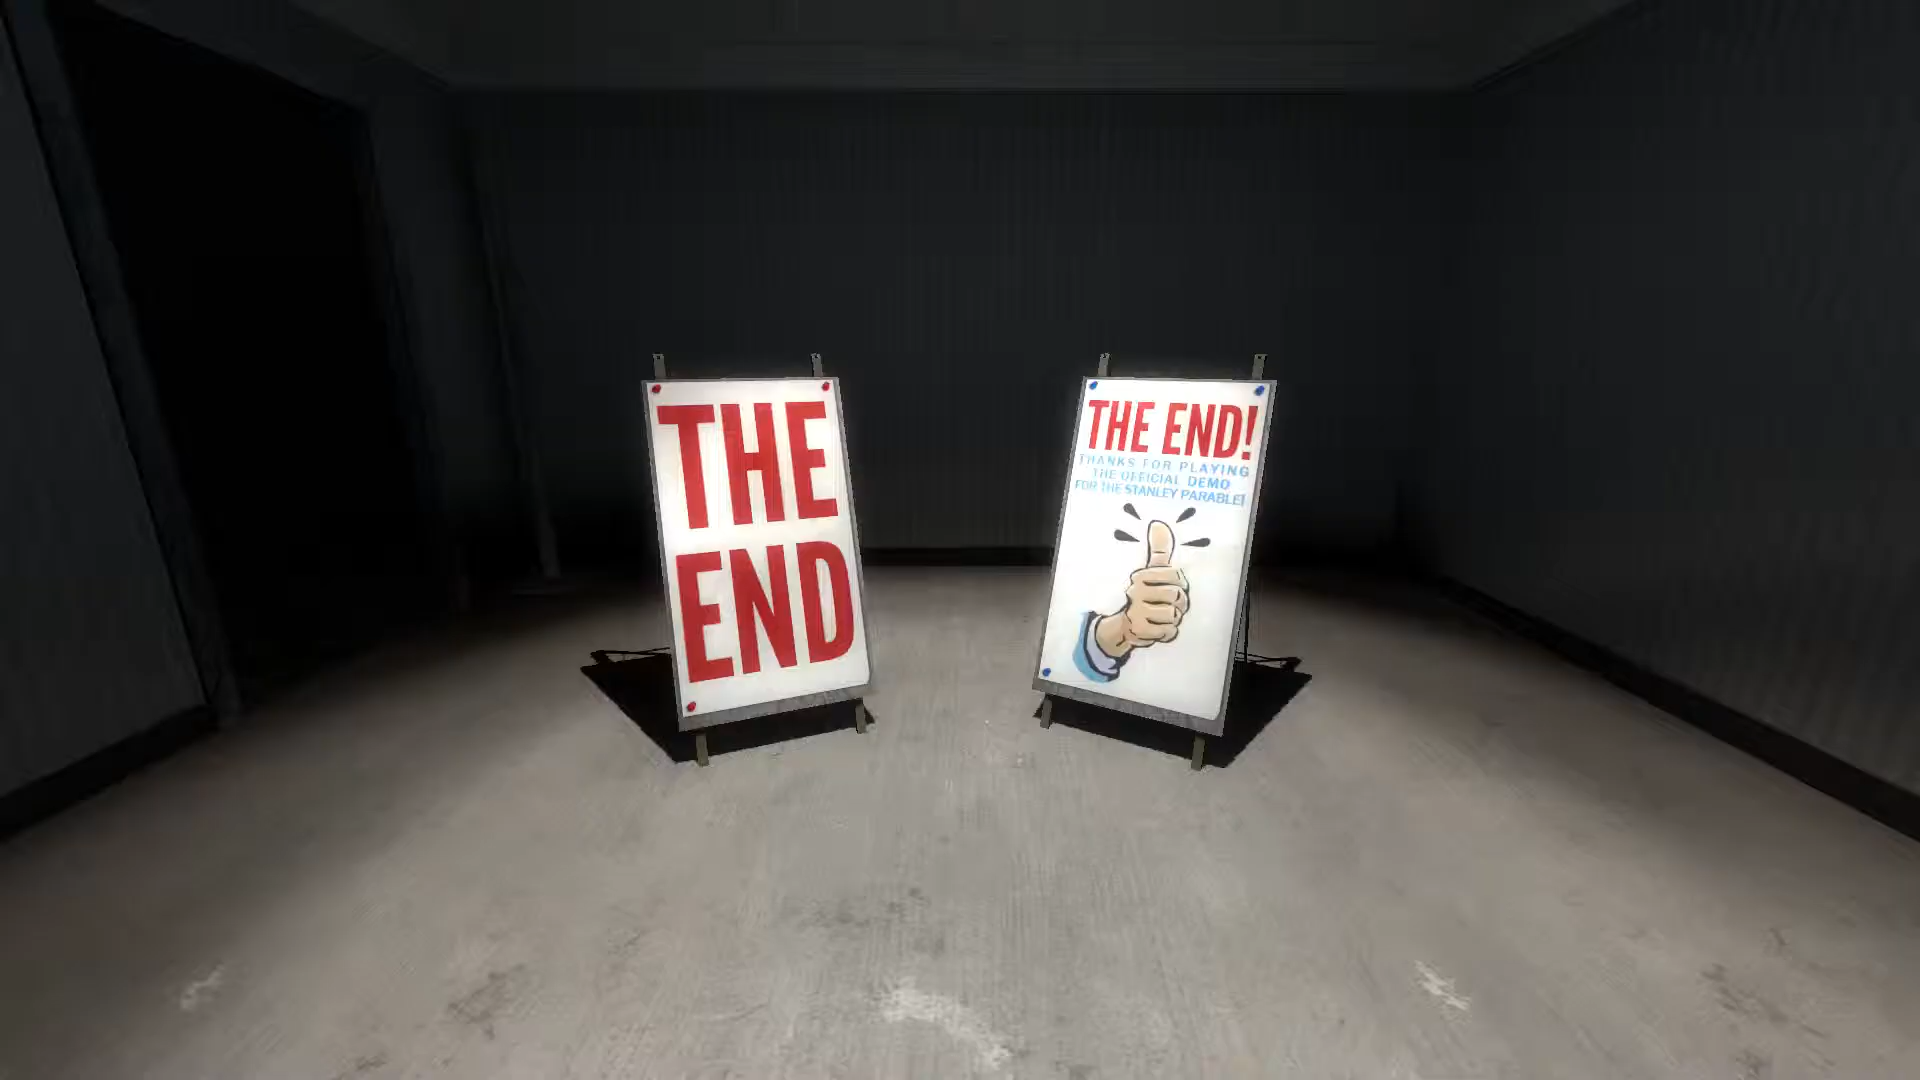 THE
END
THE END!
THANKS FOR PLAYING
THE OFFICIAL DEMO
FOR THE STANLEY PARABLE!